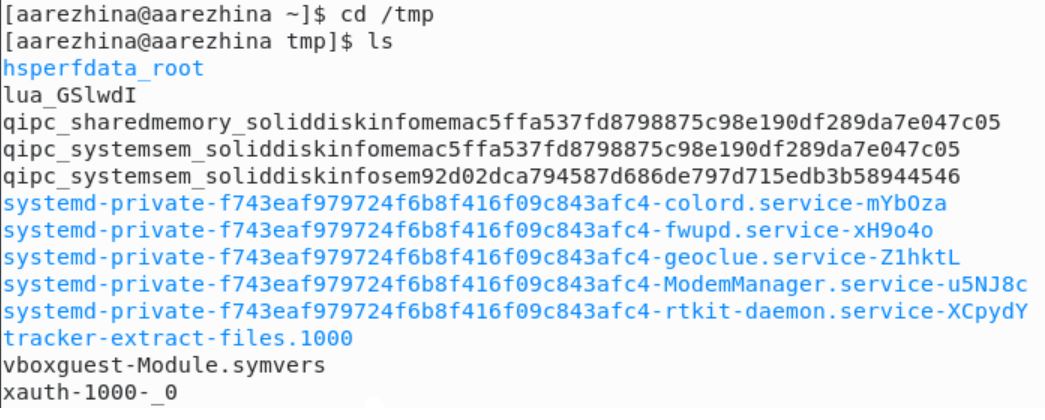 [aarezhina@aarezhina ~]$ cd /tmp
[aarezhina@aarezhina tmp]$ ls
hsperfdata_root
lua_GSlwdI
qipc_sharedmemory_soliddiskinfomemac5ffa537fd8798875c98e190df289da7e047c05
qipc_systemsem_soliddiskinfomemac5ffa537fd8798875c98e190df289da7e047c05
qipc_systemsem_soliddiskinfosem92d02dca794587d686de797d715edb3b58944546
systemd-private-f743eaf979724f6b8f416f09c843afc4-colord.service-mYbOza
systemd-private-f743eaf979724f6b8f416f09c843afc4-fwupd.service-xH9o4o
systemd-private-f743eaf979724f6b8f416f09c843afc4-geoclue.service-Z1hktL
systemd-private-f743eaf979724f6b8f416f09c843afc4-ModemManager.service-u5NJ8c
systemd-private-f743eaf979724f6b8f416f09c843afc4-rtkit-daemon.service-XCpydY
tracker-extract-files.1000
vboxguest-Module.symvers
xauth-1000-_0